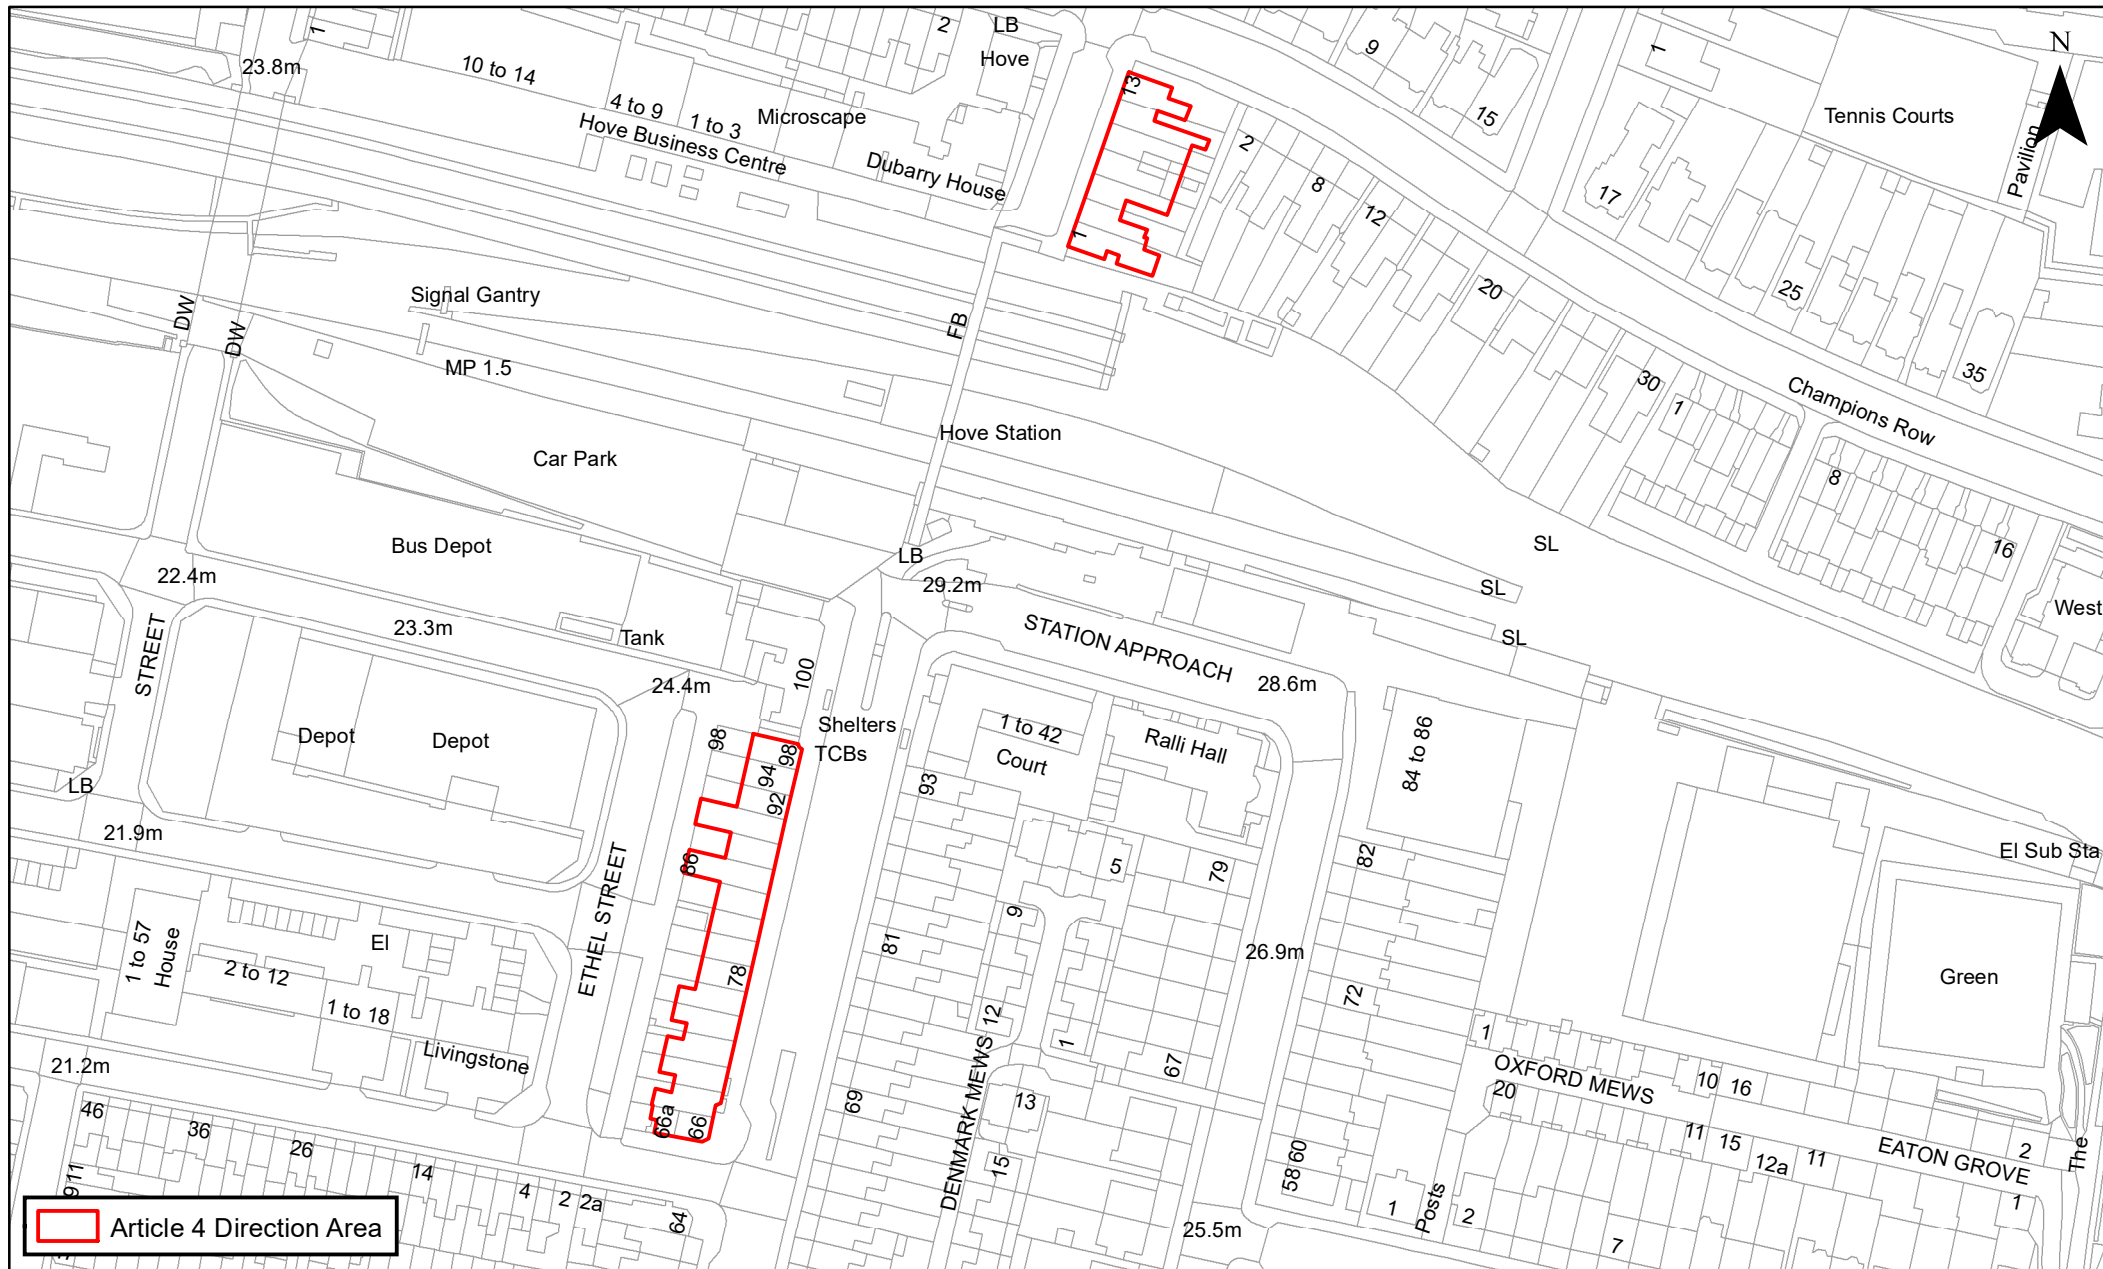 1
23.8m
10 to 14
4 to 9
1 to 3
Hove Business Centre
Microscape
2
LB
Hove
Dubarry House
13
1
9
15
1
Tennis Courts
Pavilion
N
17
2
8
12
20
25
35
30
1
Champions Row
8
16
West
DW
DW
Signal Gantry
MP 1.5
FB
Hove Station
Car Park
Bus Depot
LB
29.2m
SL
SL
SL
22.4m
STREET
23.3m
Tank
24.4m
100
STATION APPROACH
28.6m
Shelters
TCBs
1 to 42
Court
Ralli Hall
84 to 86
Depot
Depot
98
98
94
92
93
LB
21.9m
66
5
79
82
El Sub Sta
ETHEL STREET
1 to 57
House
El
2 to 12
1 to 18
Livingstone
78
81
9
12
1
26.9m
72
Green
21.2m
67
69
13
15
DENMARK MEWS
1
OXFORD MEWS
20
10
16
11
15
12a
11
EATON GROVE
2
The
1
66a
66
46
36
26
14
4
2
2a
64
11
9
60
58
1
Posts
2
7
25.5m
Article 4 Direction Area